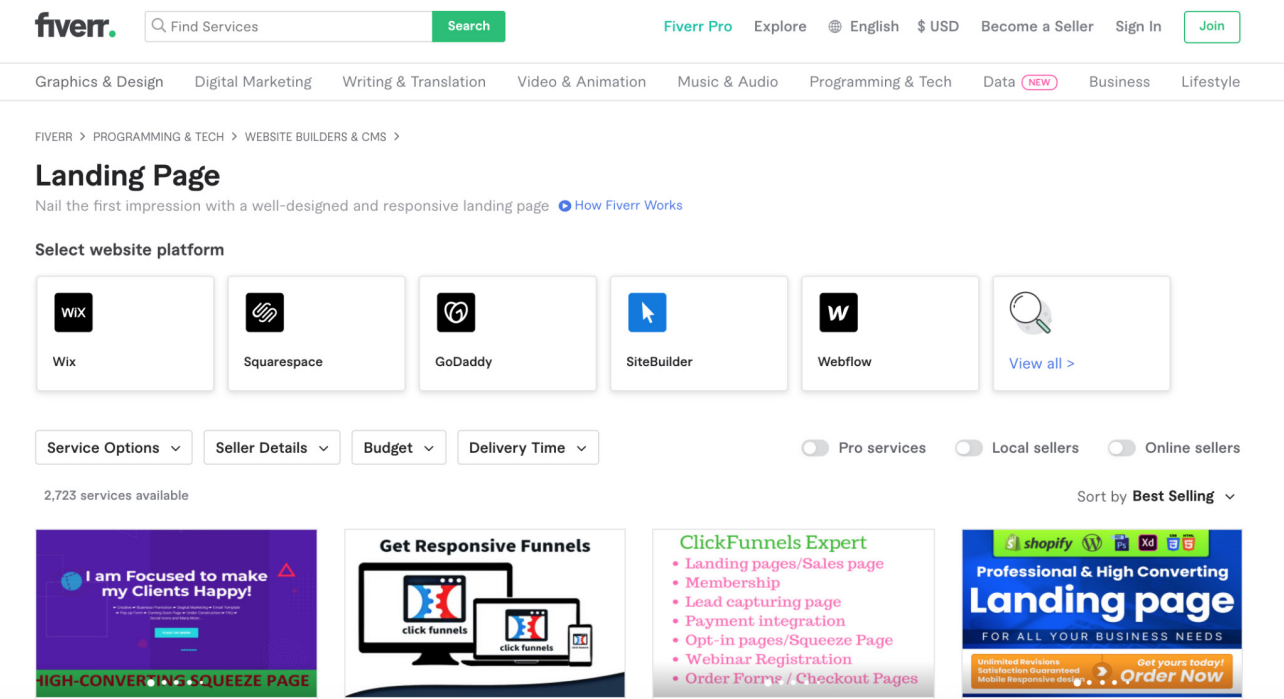 fiverr.
Find Services
Search
Fiverr Pro
Explore
English
$ USD
Become a Seller
Sign In
Join
Graphics & Design
Digital Marketing
Writing & Translation
Video & Animation
Music & Audio
Programming & Tech
Data NEW
Business
Lifestyle
FIVERR > PROGRAMMING & TECH > WEBSITE BUILDERS & CMS >
Landing Page
Nail the first impression with a well-designed and responsive landing page
How Fiverr Works
Select website platform
WiX
Wix
Squarespace
GoDaddy
SiteBuilder
W
Webflow
View all >
Service Options
Seller Details
Budget
Delivery Time
Pro services
Local sellers
Online sellers
2,723 services available
Sort by Best Selling
I am Focused to make
my Clients Happy!
HIGH-CONVERTING SQUEEZE PAGE
Get Responsive Funnels
click funnels
click funnels
ClickFunnels Expert
• Landing pages/Sales page
• Membership
• Lead capturing page
• Payment integration
• Opt-in pages/Squeeze Page
• Webinar Registration
• Order Forms / Checkout Pages
shopify
Xd
Professional & High Converting
Landing page
FOR ALL YOUR BUSINESS NEEDS
Unlimited Revisions
Satisfaction Guaranteed
Mobile Responsive design
Get yours today!
Order Now